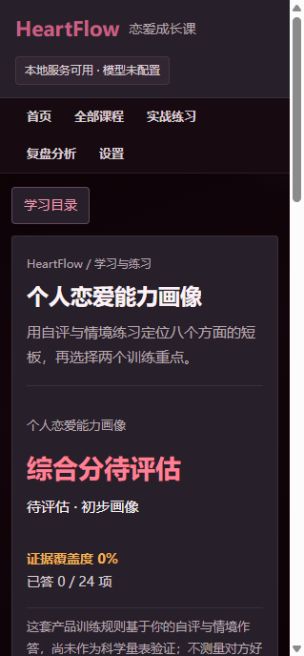 HeartFlow 恋爱成长课
本地服务可用 · 模型未配置
首页 全部课程 实战练习
复盘分析 设置
学习目录
HeartFlow / 学习与练习
个人恋爱能力画像
用自评与情境练习定位八个方面的短
板，再选择两个训练重点。
个人恋爱能力画像
综合分待评估
待评估 · 初步画像
证据覆盖度 0%
已答 0 / 24 项
这套产品训练规则基于你的自评与情境作
答，尚未作为科学量表验证；不测量对方好